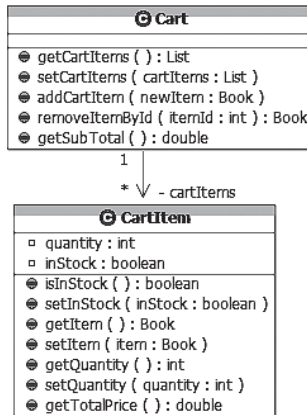 C Cart
getCartItems ( ) : List
setCartItems ( cartItems : List )
addCartItem ( newItem : Book )
removeItemById ( itemId : int ) : Book
getSubTotal ( ) : double
1
* - cartItems
C CartItem
quantity : int
inStock : boolean
isInStock ( ) : boolean
setInStock ( inStock : boolean )
getItem ( ) : Book
setItem ( item : Book )
getQuantity ( ) : int
setQuantity ( quantity : int )
getTotalPrice ( ) : double